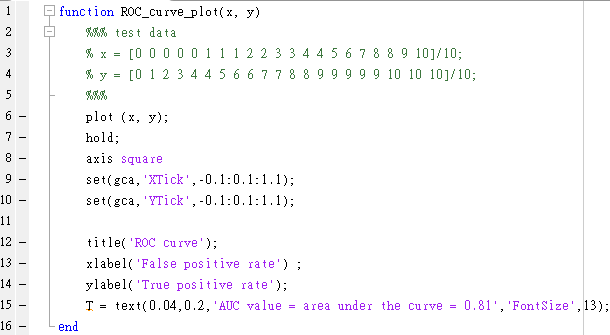 1 function ROC_curve_plot(x, y)
2 %%% test data
3 % x = [0 0 0 0 0 1 1 1 2 2 3 3 4 4 5 6 7 8 8 9 10]/10;
4 % y = [0 1 2 3 4 4 5 6 6 7 7 8 8 9 9 9 9 9 10 10 10]/10;
5 %%%
6 - plot (x, y);
7 - hold;
8 - axis square
9 - set(gca,'XTick',-0.1:0.1:1.1);
10 - set(gca,'YTick',-0.1:0.1:1.1);
11
12 - title('ROC curve');
13 - xlabel('False positive rate') ;
14 - ylabel('True positive rate');
15 - T = text(0.04,0.2,'AUC value = area under the curve = 0.81','FontSize',13);
16 - end